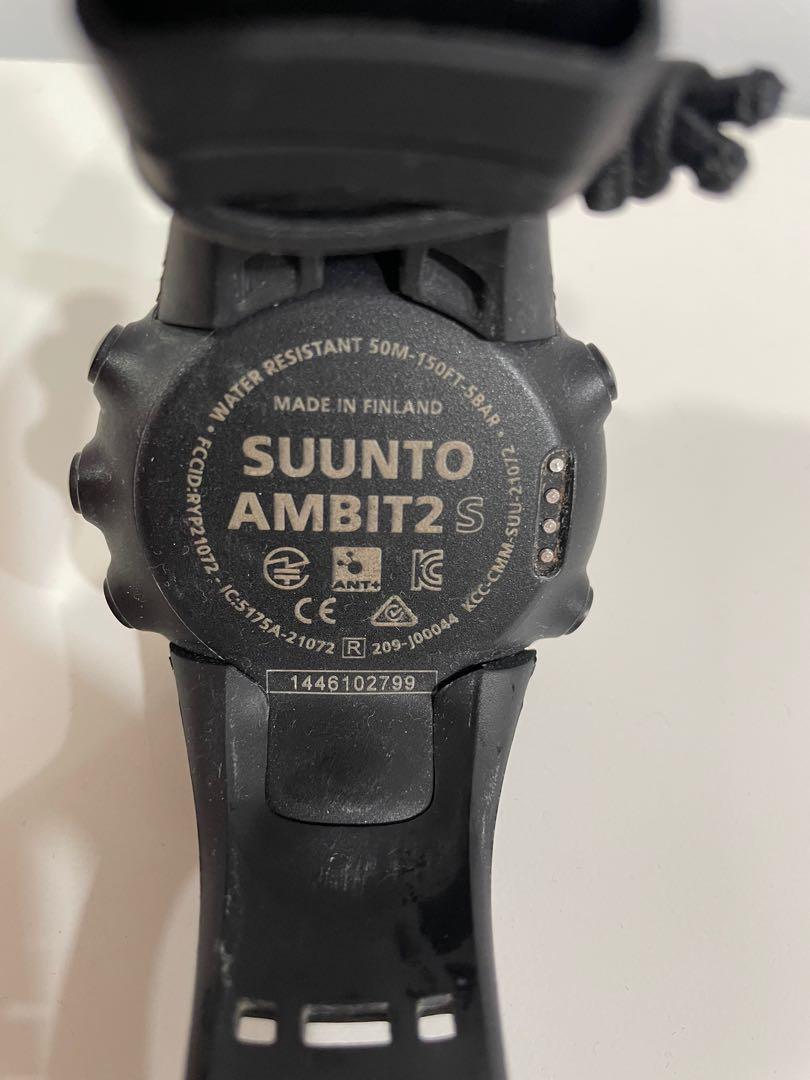 • WATER RESISTANT 50M-150FT-5BAR •
MADE IN FINLAND
SUUNTO
AMBIT2 S
ANT+
CE
FCCID:RYP21072 - IC:5175A-21072 R 209-J00044 KCC-CMM-SUU-21072
1446102799